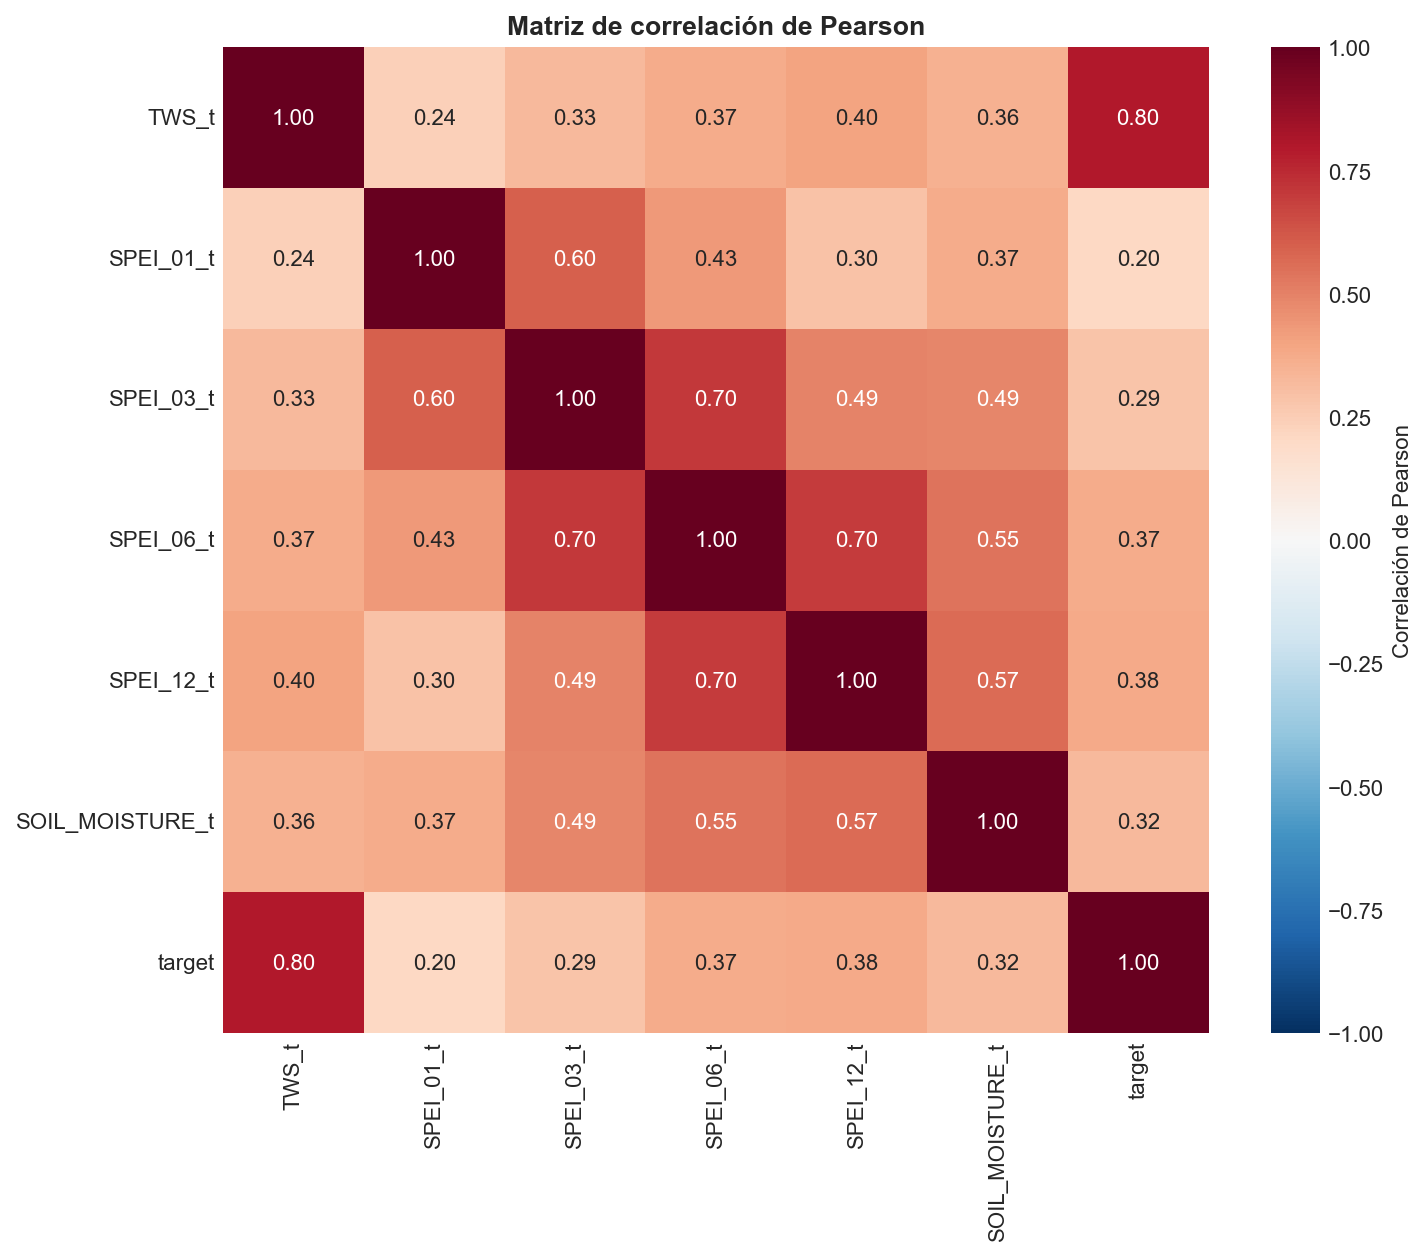 Matriz de correlación de Pearson
TWS_t 1.00 0.24 0.33 0.37 0.40 0.36 0.80
SPEI_01_t 0.24 1.00 0.60 0.43 0.30 0.37 0.20
SPEI_03_t 0.33 0.60 1.00 0.70 0.49 0.49 0.29
SPEI_06_t 0.37 0.43 0.70 1.00 0.70 0.55 0.37
SPEI_12_t 0.40 0.30 0.49 0.70 1.00 0.57 0.38
SOIL_MOISTURE_t 0.36 0.37 0.49 0.55 0.57 1.00 0.32
target 0.80 0.20 0.29 0.37 0.38 0.32 1.00
TWS_t
SPEI_01_t
SPEI_03_t
SPEI_06_t
SPEI_12_t
SOIL_MOISTURE_t
target
1.00
0.75
0.50
0.25
0.00
−0.25
−0.50
−0.75
−1.00
Correlación de Pearson